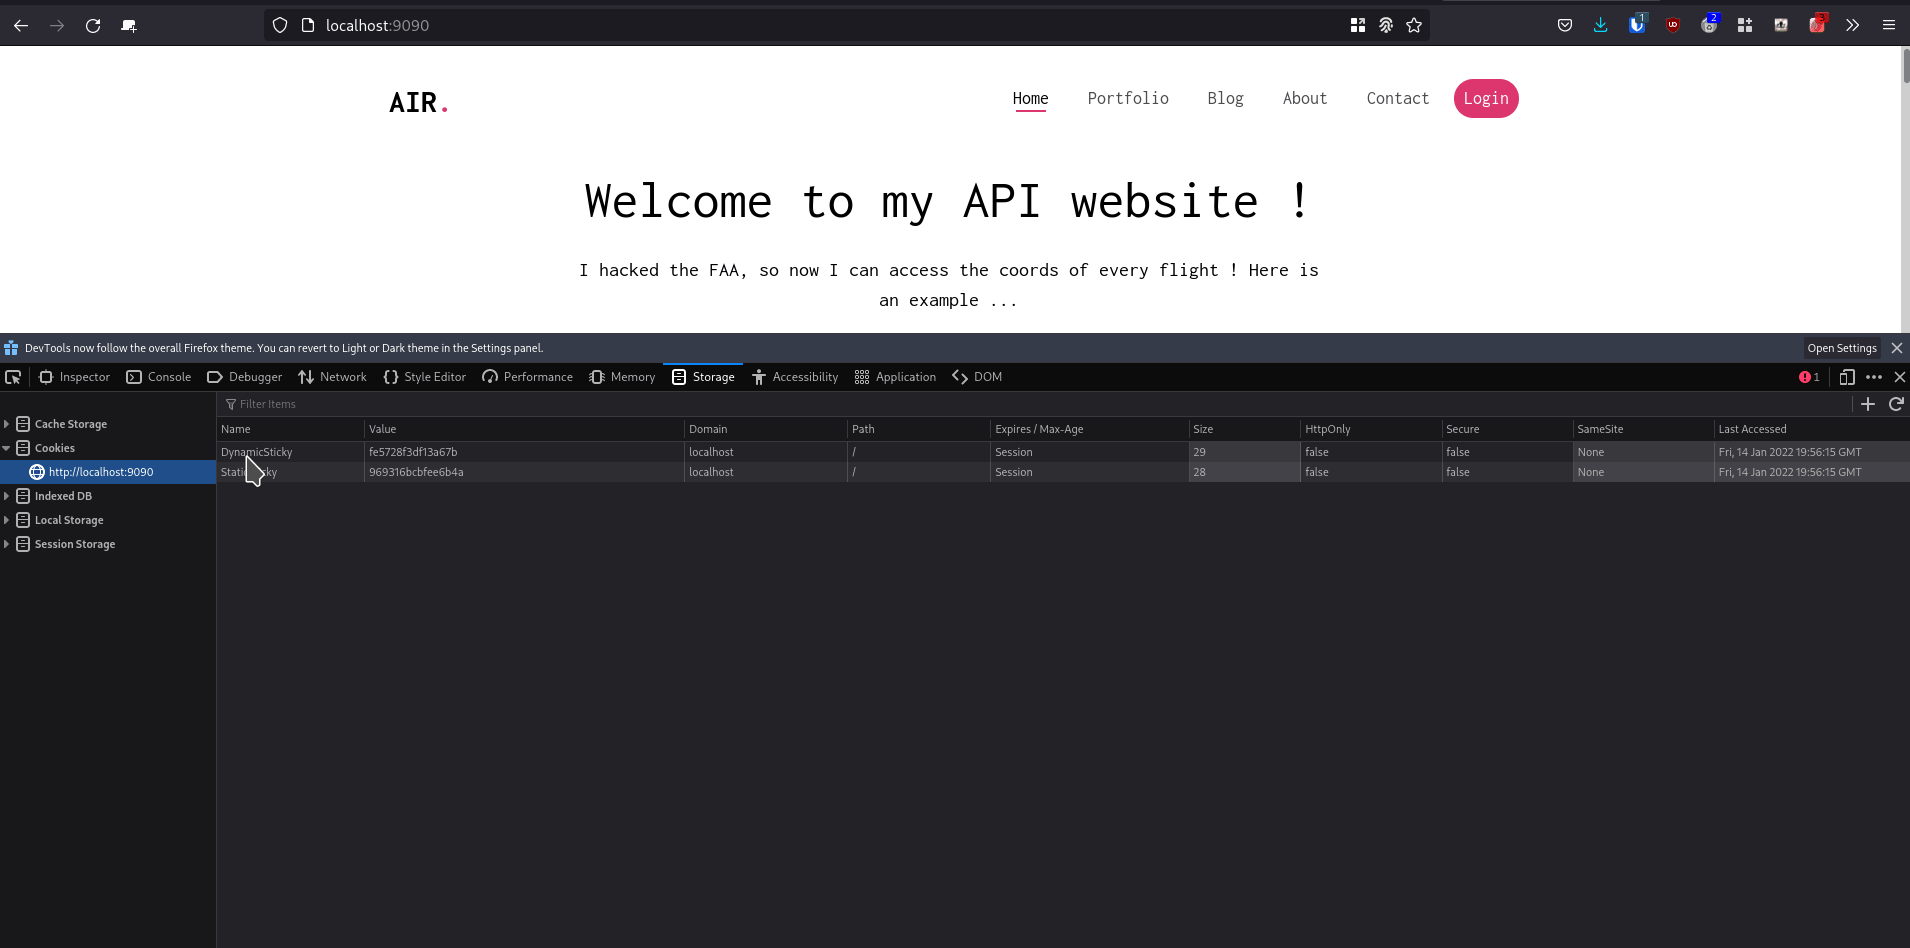 localhost:9090
1
2
3
AIR.
Home Portfolio Blog About Contact Login
Welcome to my API website !
I hacked the FAA, so now I can access the coords of every flight ! Here is
an example ...
DevTools now follow the overall Firefox theme. You can revert to Light or Dark theme in the Settings panel. Open Settings
Inspector Console Debugger Network Style Editor Performance Memory Storage Accessibility Application DOM 1
Filter Items
Cache Storage
Cookies
http://localhost:9090
Indexed DB
Local Storage
Session Storage
Name Value Domain Path Expires / Max-Age Size HttpOnly Secure SameSite Last Accessed
DynamicSticky fe5728f3df13a67b localhost / Session 29 false false None Fri, 14 Jan 2022 19:56:15 GMT
969316bcbfee6b4a localhost / Session 28 false false None Fri, 14 Jan 2022 19:56:15 GMT